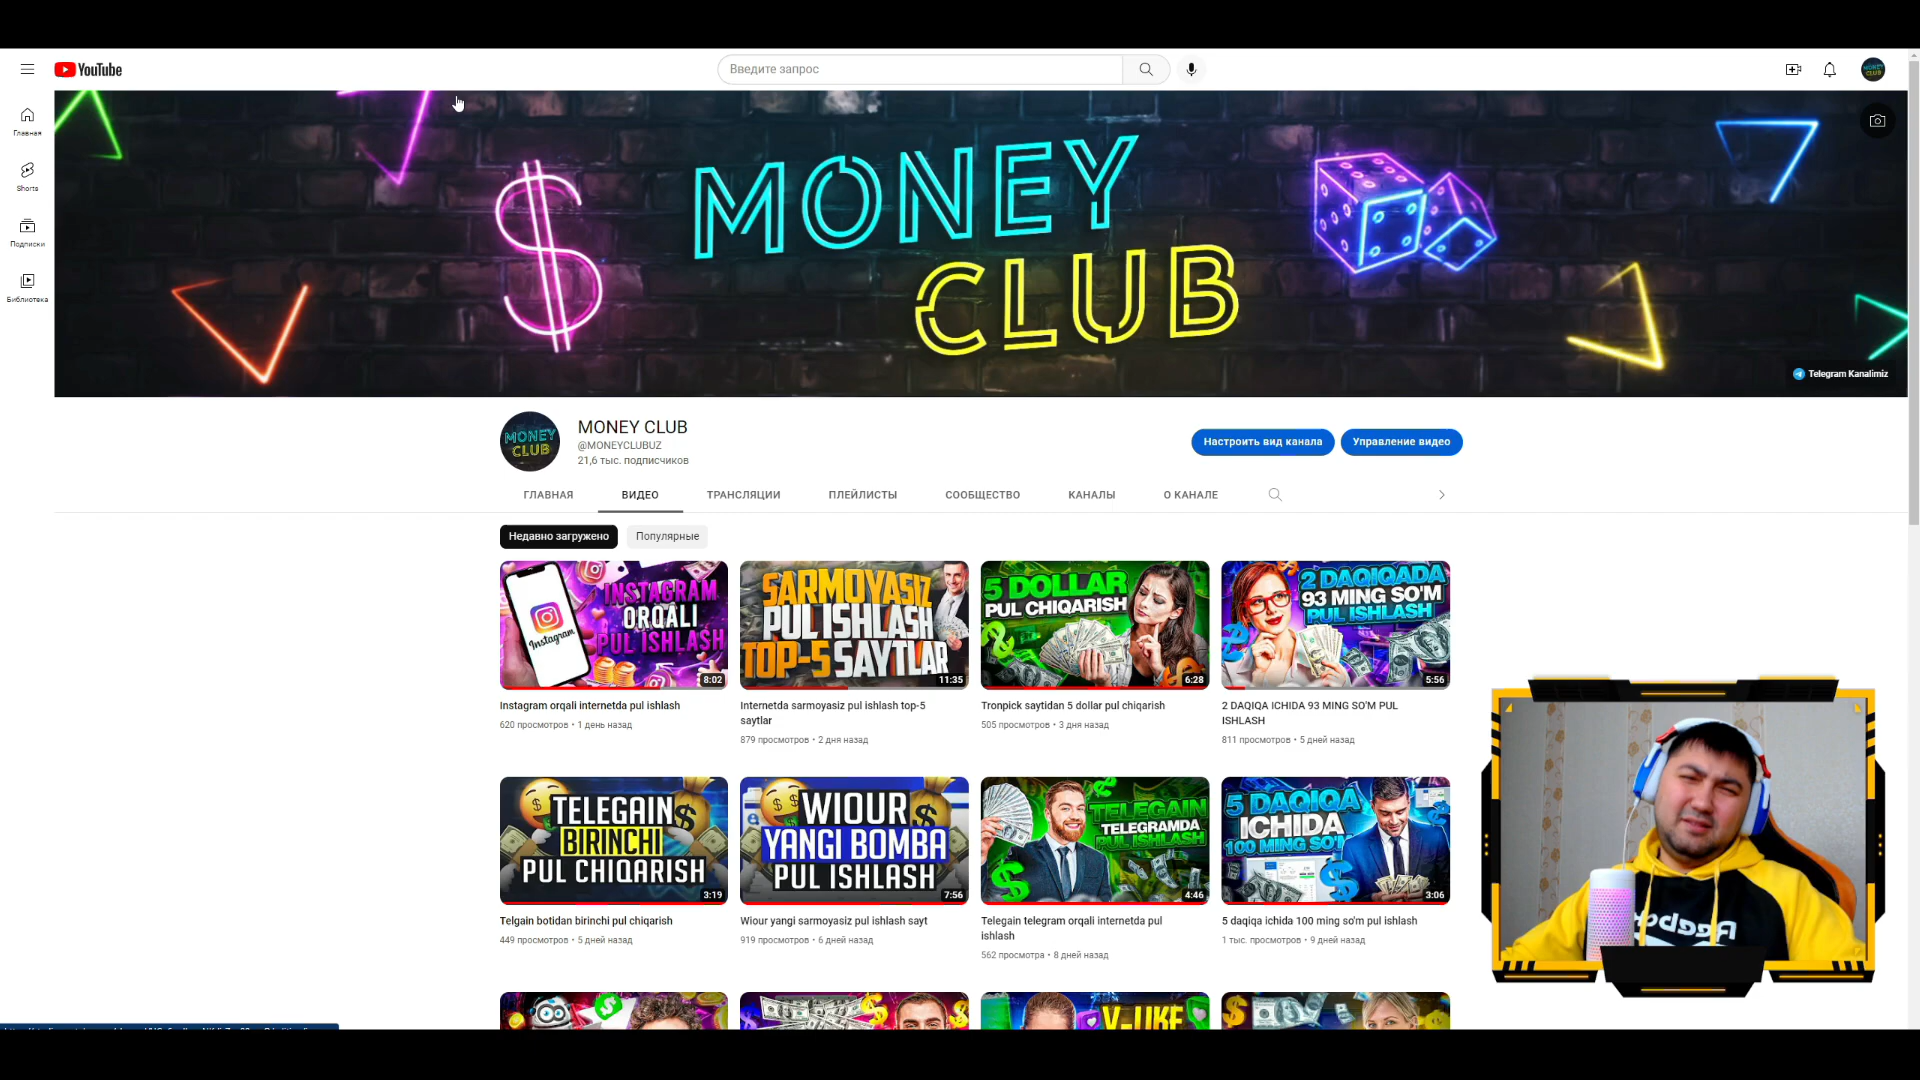 YouTube
Введите запрос
Главная
Shorts
Подписки
Библиотека
MONEY
CLUB
Telegram Kanalimiz
MONEY
CLUB
MONEY CLUB
@MONEYCLUBUZ
21,6 тыс. подписчиков
Настроить вид канала
Управление видео
ГЛАВНАЯ
ВИДЕО
ТРАНСЛЯЦИИ
ПЛЕЙЛИСТЫ
СООБЩЕСТВО
КАНАЛЫ
О КАНАЛЕ
Недавно загружено
Популярные
Instagram
INSTAGRAM
ORQALI
PUL ISHLASH
8:02
SARMOYASIZ
PUL ISHLASH
TOP-5 SAYTLAR
11:35
5 DOLLAR
PUL CHIQARISH
6:28
2 DAQIQADA
93 MING SO'M
PUL ISHLASH
5:56
Instagram orqali internetda pul ishlash
620 просмотров • 1 день назад
Internetda sarmoyasiz pul ishlash top-5
saytlar
879 просмотров • 2 дня назад
Tronpick saytidan 5 dollar pul chiqarish
505 просмотров • 3 дня назад
2 DAQIQA ICHIDA 93 MING SO'M PUL
ISHLASH
811 просмотров • 5 дней назад
TELEGAIN
BIRINCHI
PUL CHIQARISH
3:19
WIOUR
YANGI BOMBA
PUL ISHLASH
7:56
TELEGAIN
TELEGRAMDA
PUL ISHLASH
4:46
5 DAQIQA
ICHIDA
100 MING SO'M
3:06
Telgain botidan birinchi pul chiqarish
449 просмотров • 5 дней назад
Wiour yangi sarmoyasiz pul ishlash sayt
919 просмотров • 6 дней назад
Telegain telegram orqali internetda pul
ishlash
562 просмотра • 8 дней назад
5 daqiqa ichida 100 ming so'm pul ishlash
1 тыс. просмотров • 9 дней назад
V-LIKE
Reebok